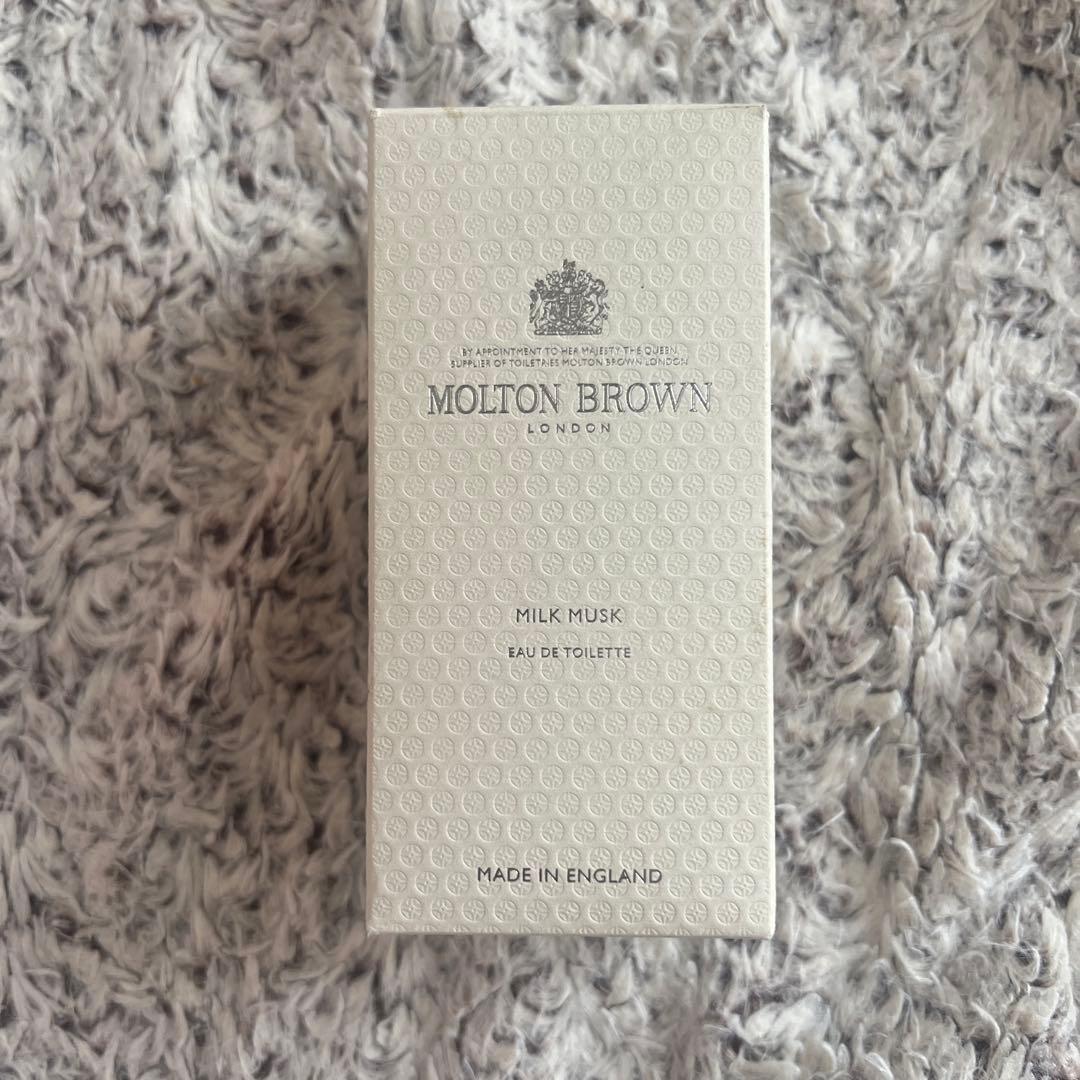 BY APPOINTMENT TO HER MAJESTY THE QUEEN
SUPPLIER OF TOILETRIES MOLTON BROWN LONDON
MOLTON BROWN
LONDON
MILK MUSK
EAU DE TOILETTE
MADE IN ENGLAND